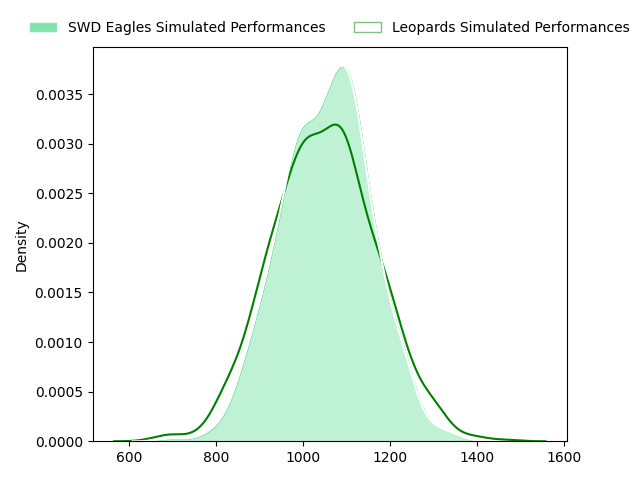 SWD Eagles Simulated Performances
Leopards Simulated Performances
0.0035
0.0030
0.0025
0.0020
0.0015
0.0010
0.0005
0.0000
Density
600 800 1000 1200 1400 1600